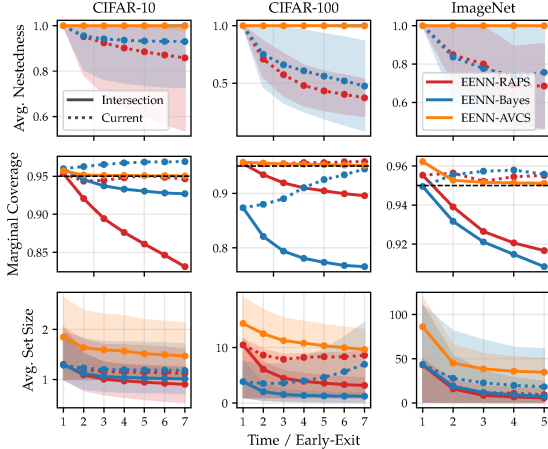 CIFAR-10 CIFAR-100 ImageNet
Avg. Nestedness
1.0
0.8
0.6
Intersection
Current
1.0
0.5
1.0
0.8
0.6
EENN-RAPS
EENN-Bayes
EENN-AVCS
Marginal Coverage
0.95
0.90
0.85
0.9
0.8
0.96
0.94
0.92
Avg. Set Size
2
1
10
0
100
50
0
1 2 3 4 5 6 7
1 2 3 4 5 6 7
1 2 3 4 5
Time / Early-Exit